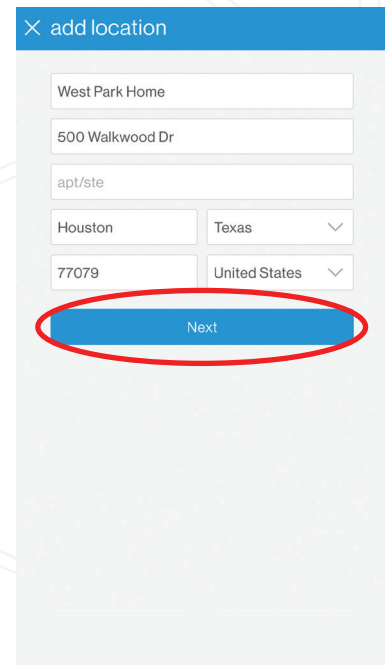 add location
West Park Home
500 Walkwood Dr
apt/ste
Houston Texas
77079 United States
Next